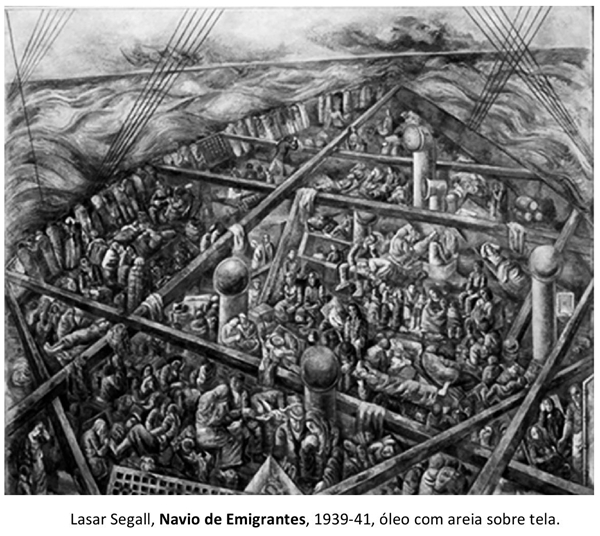 Lasar Segall, Navio de Emigrantes, 1939-41, óleo com areia sobre tela.